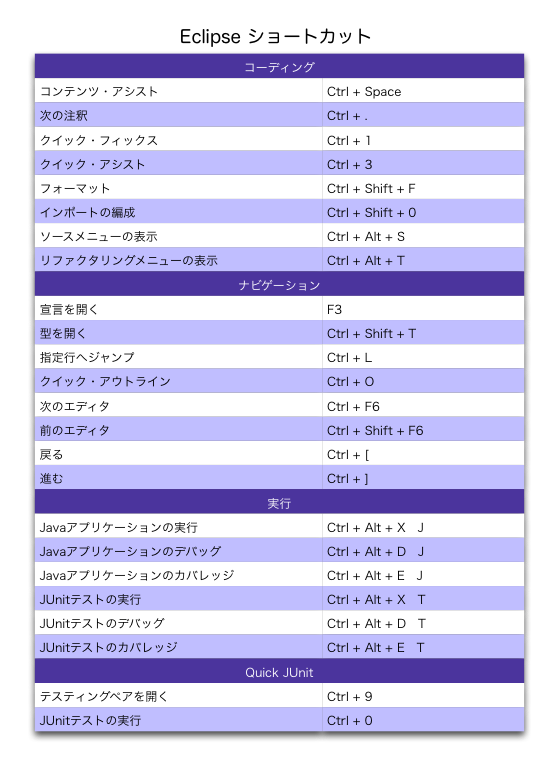 Eclipse ショートカット
コーディング
コンテンツ・アシスト Ctrl + Space
次の注釈 Ctrl + .
クイック・フィックス Ctrl + 1
クイック・アシスト Ctrl + 3
フォーマット Ctrl + Shift + F
インポートの編成 Ctrl + Shift + 0
ソースメニューの表示 Ctrl + Alt + S
リファクタリングメニューの表示 Ctrl + Alt + T
ナビゲーション
宣言を開く F3
型を開く Ctrl + Shift + T
指定行へジャンプ Ctrl + L
クイック・アウトライン Ctrl + O
次のエディタ Ctrl + F6
前のエディタ Ctrl + Shift + F6
戻る Ctrl + [
進む Ctrl + ]
実行
Javaアプリケーションの実行 Ctrl + Alt + X J
Javaアプリケーションのデバッグ Ctrl + Alt + D J
Javaアプリケーションのカバレッジ Ctrl + Alt + E J
JUnitテストの実行 Ctrl + Alt + X T
JUnitテストのデバッグ Ctrl + Alt + D T
JUnitテストのカバレッジ Ctrl + Alt + E T
Quick JUnit
テスティングペアを開く Ctrl + 9
JUnitテストの実行 Ctrl + 0